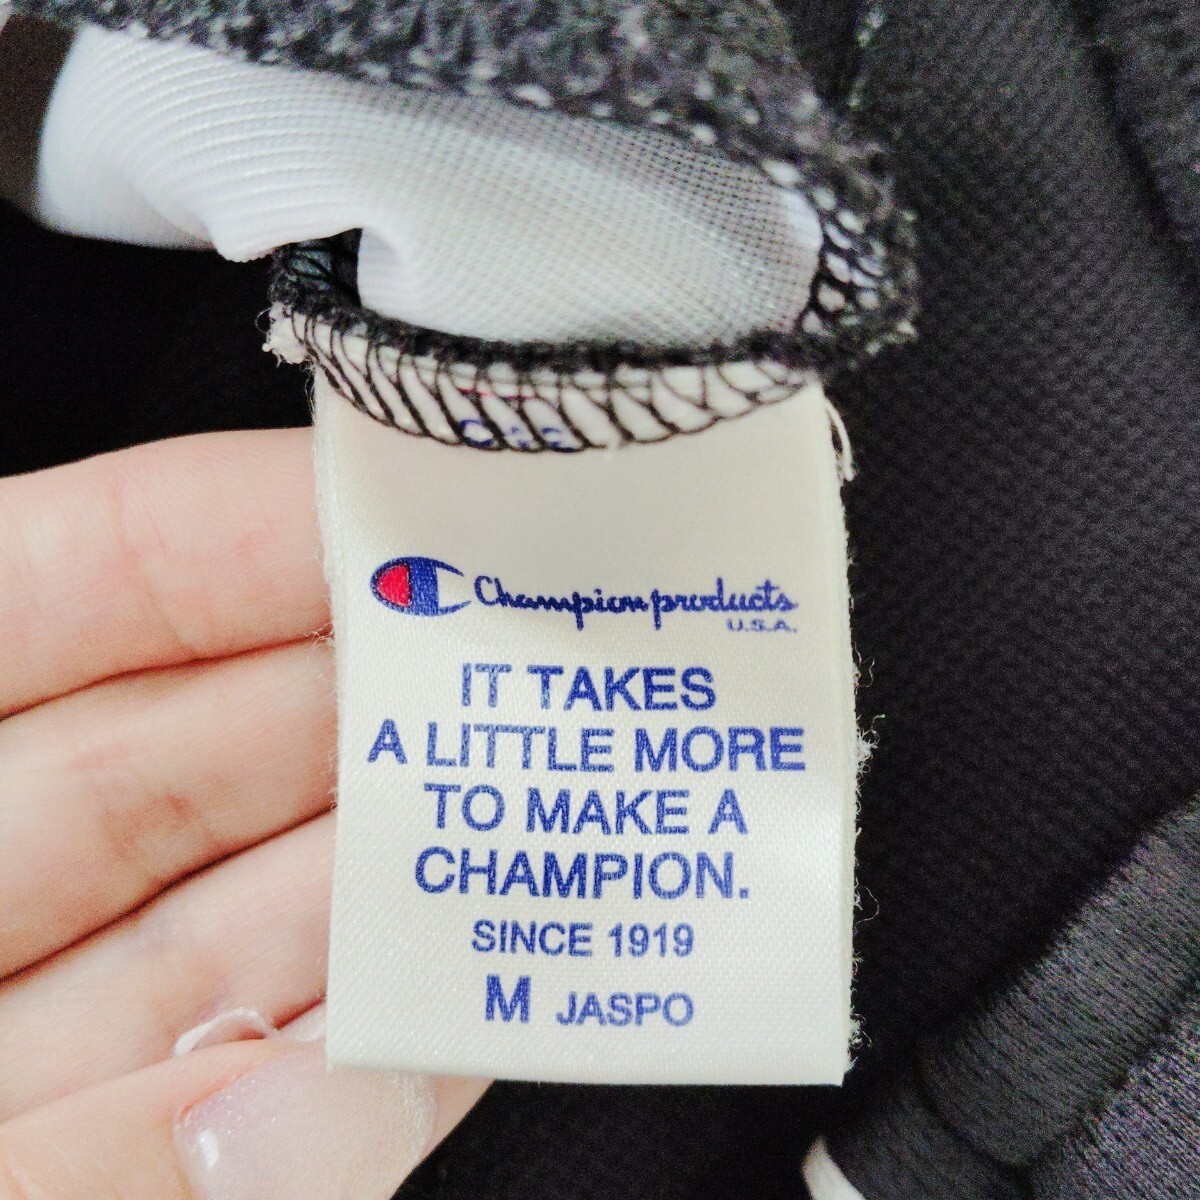 Champion products
U.S.A.
IT TAKES
A LITTLE MORE
TO MAKE A
CHAMPION.
SINCE 1919
M JASPO